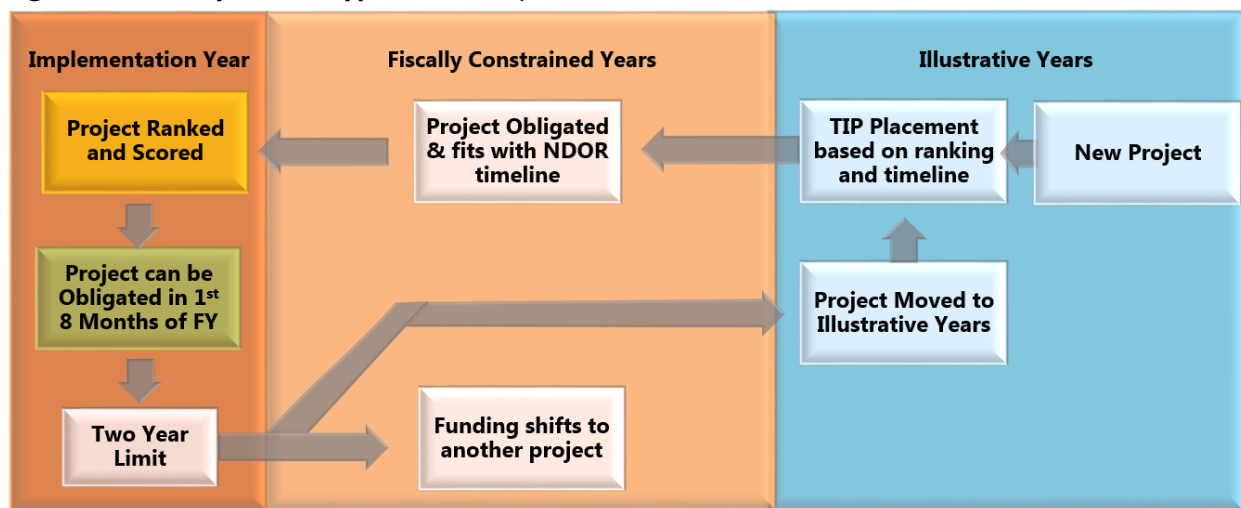 Implementation Year
Fiscally Constrained Years
Illustrative Years
Project Ranked
and Scored
Project Obligated
& fits with NDOR
timeline
TIP Placement
based on ranking
and timeline
New Project
Project can be
Obligated in 1st
8 Months of FY
Project Moved to
Illustrative Years
Two Year
Limit
Funding shifts to
another project